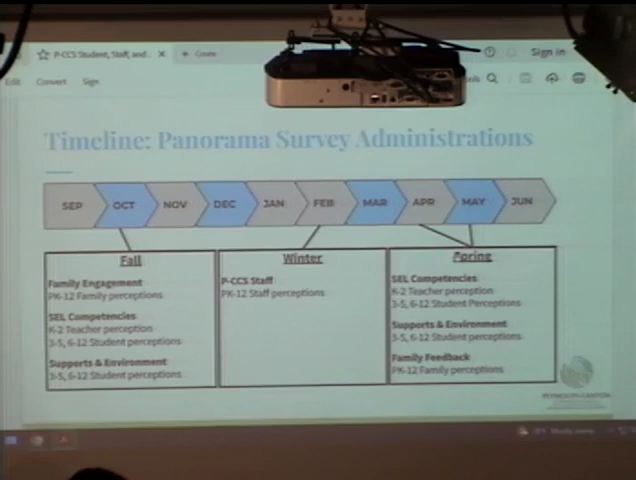 P-CCS Student, Staff, and...
Create
Sign in
Edit Convert Sign
Timeline: Panorama Survey Administrations
SEP OCT NOV DEC JAN FEB MAR APR MAY JUN
Fall
Family Engagement
PK-12 Family perceptions
SEL Competencies
K-2 Teacher perception
3-5, 6-12 Student perceptions
Supports & Environment
3-5, 6-12 Student perceptions
Winter
P-CCS Staff
PK-12 Staff perceptions
Spring
SEL Competencies
K-2 Teacher perception
3-5, 6-12 Student Perceptions
Supports & Environment
3-5, 6-12 Student perceptions
Family Feedback
PK-12 Family perceptions
PLYMOUTH-CANTON